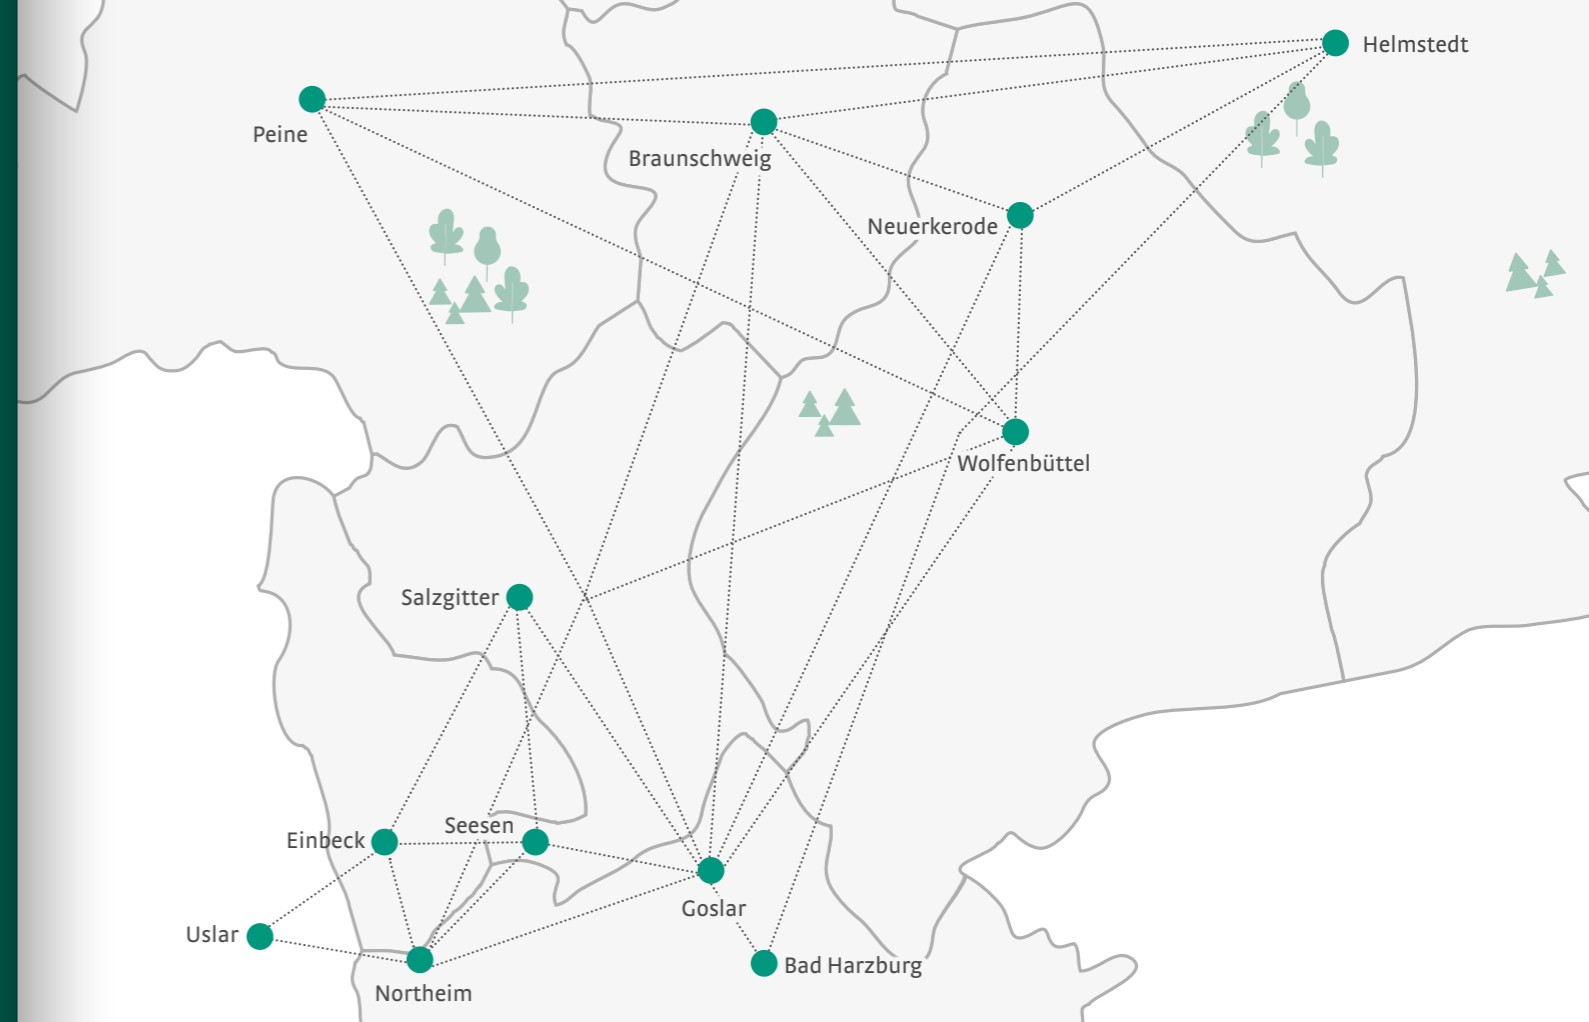 Helmstedt
Peine
Braunschweig
Neuerkerode
Wolfenbüttel
Salzgitter
Seesen
Einbeck
Goslar
Uslar
Bad Harzburg
Northeim